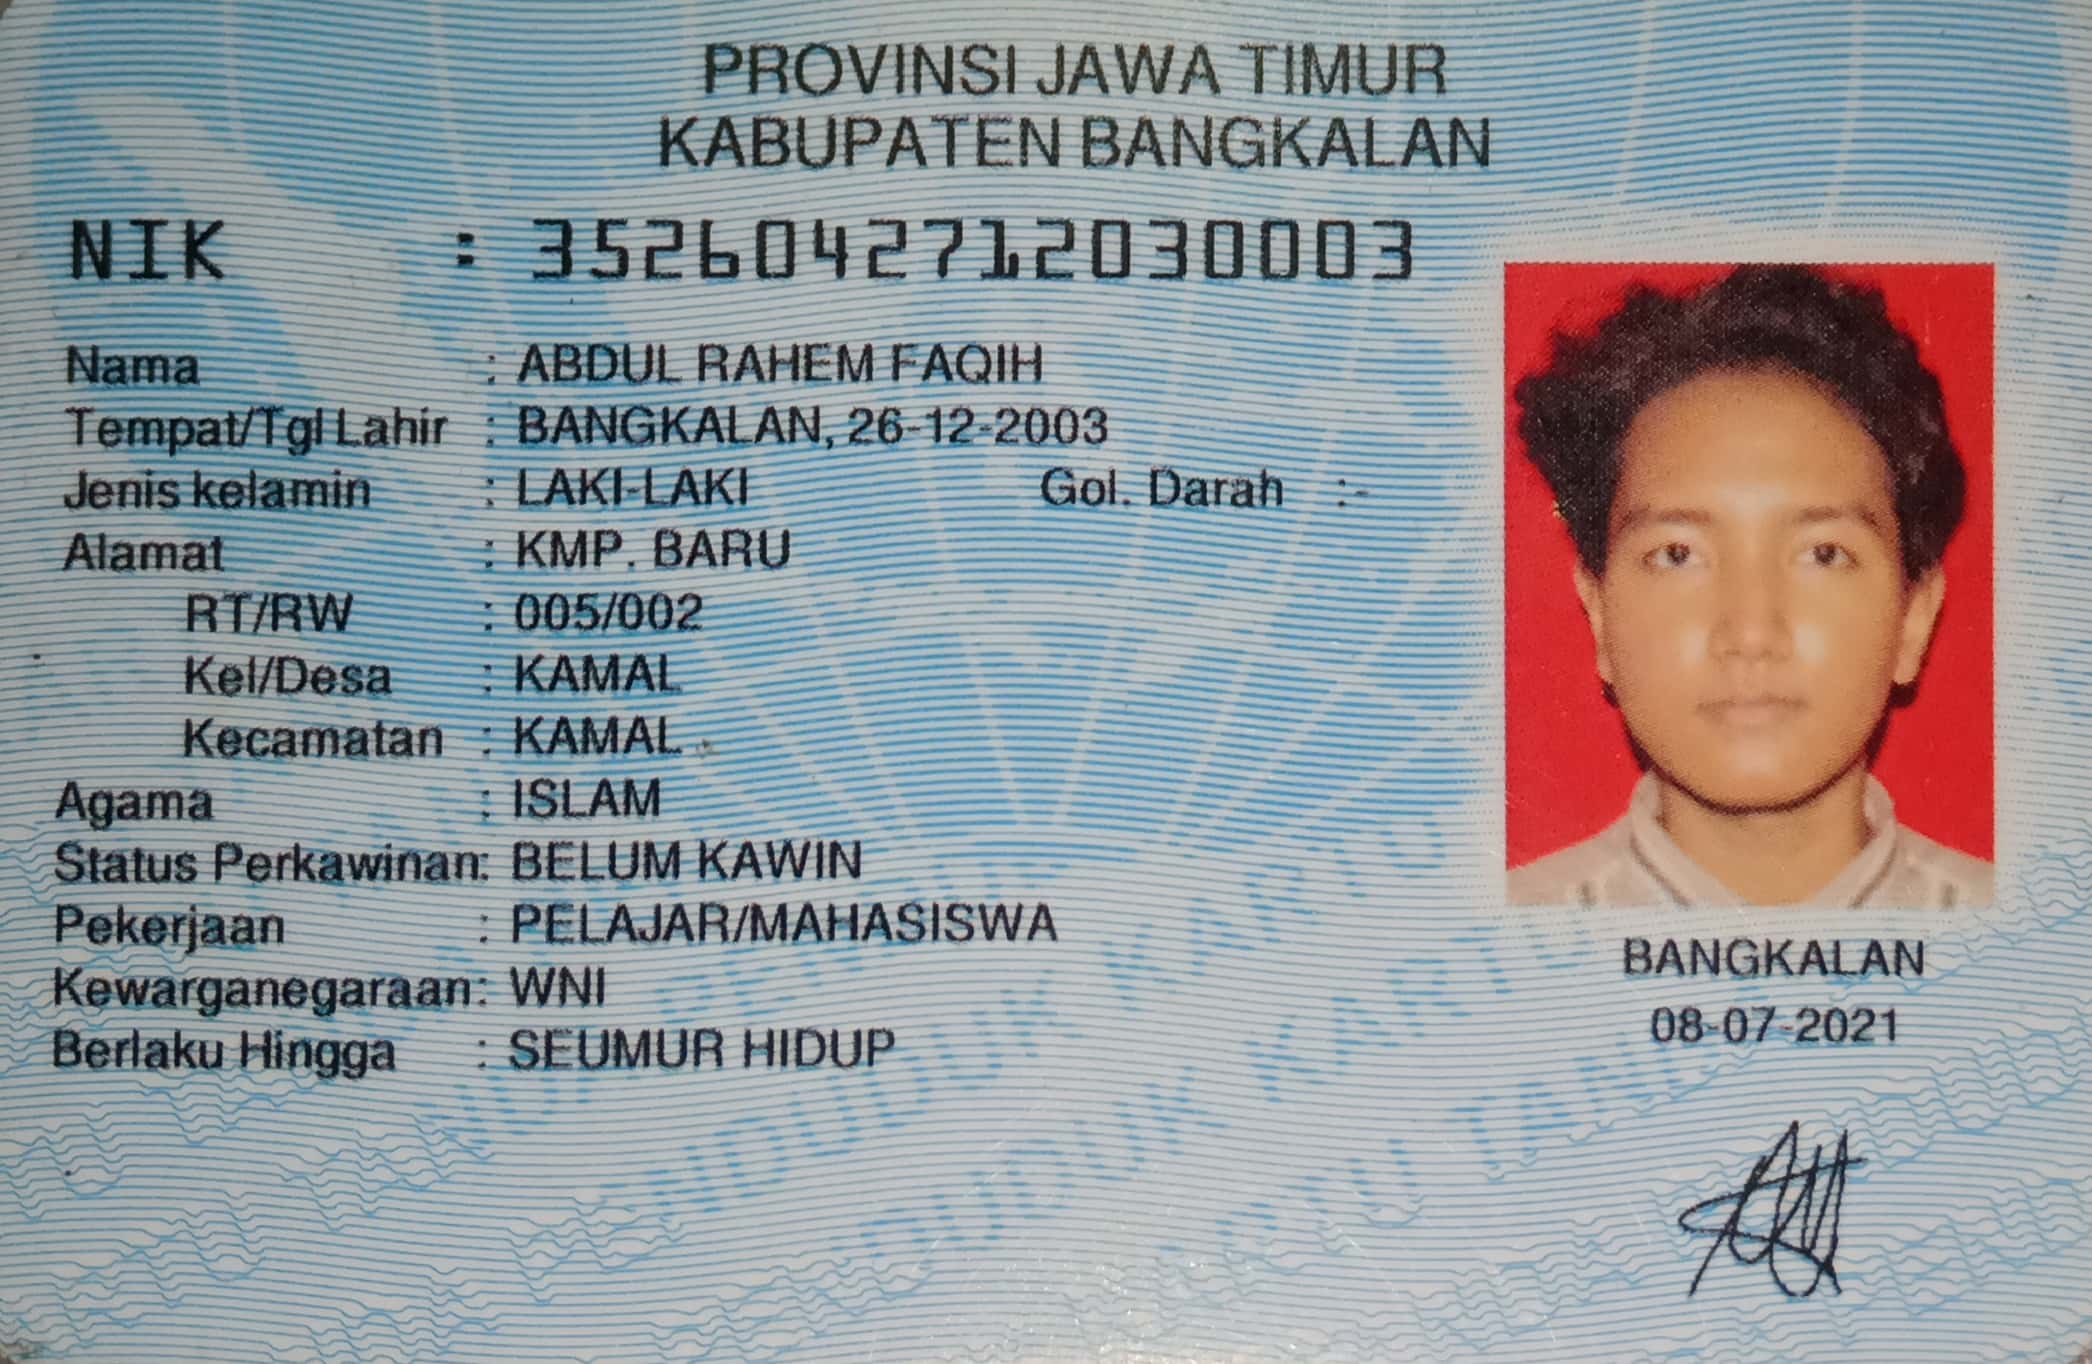 PROVINSI JAWA TIMUR
KABUPATEN BANGKALAN
NIK : 3526042712030003
Nama : ABDUL RAHEM FAQIH
Tempat/Tgl Lahir : BANGKALAN, 26-12-2003
Jenis kelamin : LAKI-LAKI Gol. Darah :-
Alamat : KMP. BARU
RT/RW : 005/002
Kel/Desa : KAMAL
Kecamatan : KAMAL
Agama : ISLAM
Status Perkawinan: BELUM KAWIN
Pekerjaan : PELAJAR/MAHASISWA
Kewarganegaraan: WNI
Berlaku Hingga : SEUMUR HIDUP
BANGKALAN
08-07-2021